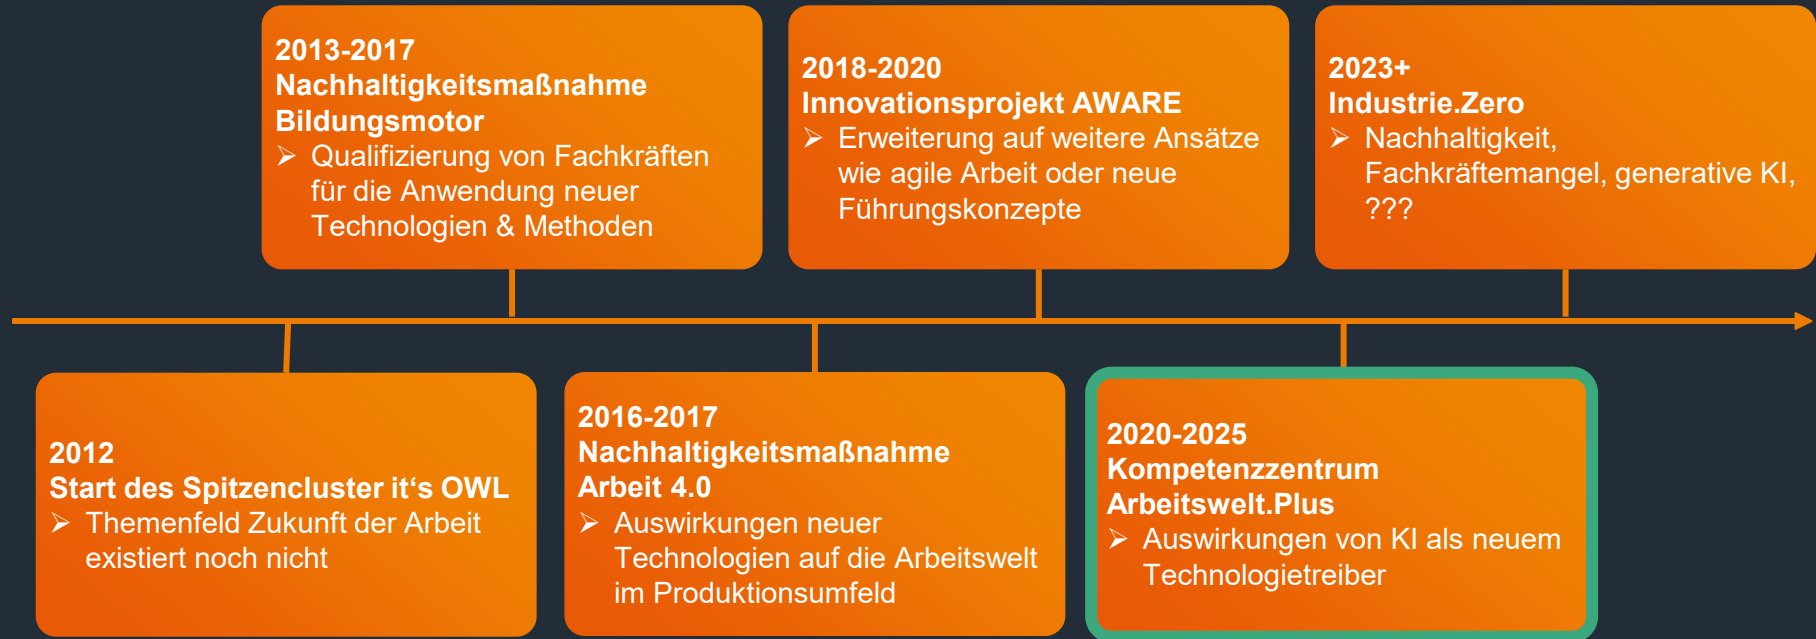 2013-2017
Nachhaltigkeitsmaßnahme
Bildungsmotor
➢ Qualifizierung von Fachkräften
für die Anwendung neuer
Technologien & Methoden
2018-2020
Innovationsprojekt AWARE
➢ Erweiterung auf weitere Ansätze
wie agile Arbeit oder neue
Führungskonzepte
2023+
Industrie.Zero
➢ Nachhaltigkeit,
Fachkräftemangel, generative KI,
???
2012
Start des Spitzencluster it‘s OWL
➢ Themenfeld Zukunft der Arbeit
existiert noch nicht
2016-2017
Nachhaltigkeitsmaßnahme
Arbeit 4.0
➢ Auswirkungen neuer
Technologien auf die Arbeitswelt
im Produktionsumfeld
2020-2025
Kompetenzzentrum
Arbeitswelt.Plus
➢ Auswirkungen von KI als neuem
Technologietreiber